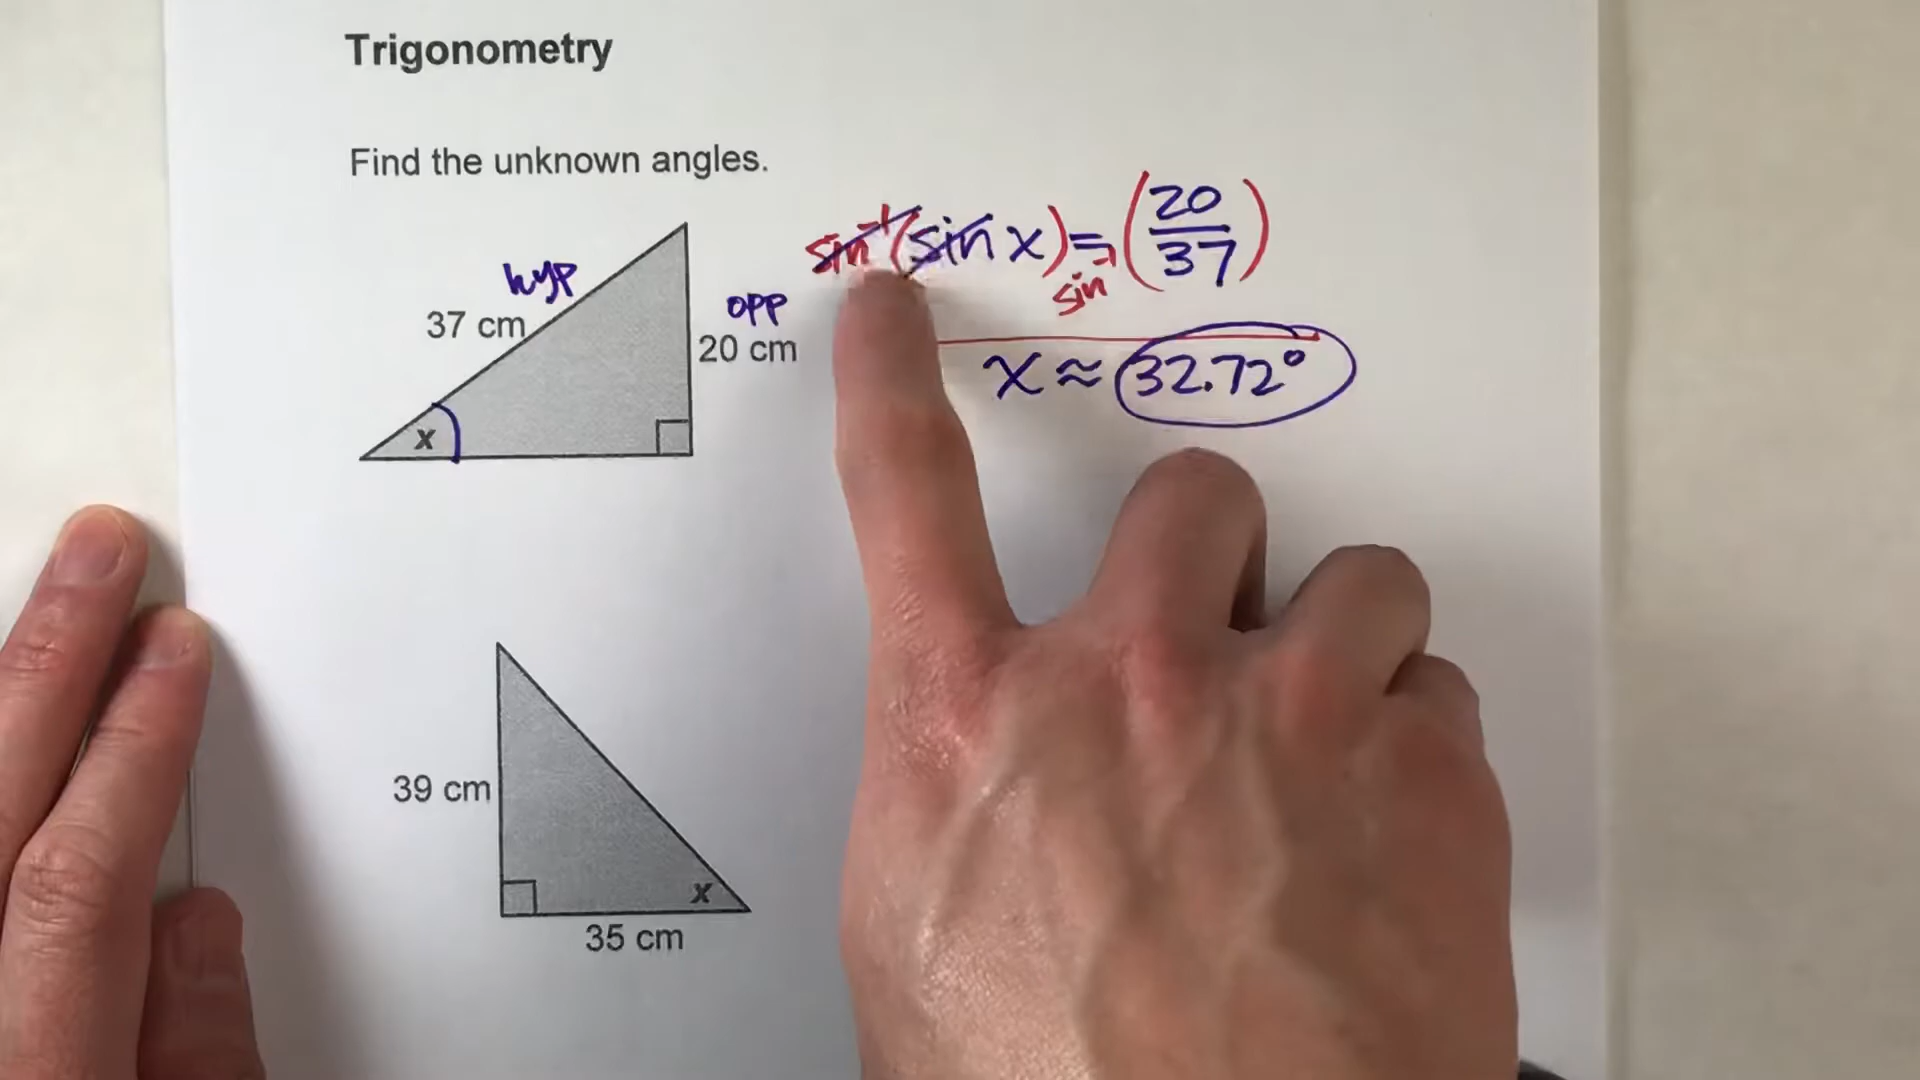 Trigonometry
Find the unknown angles.
sin⁻¹(sin x) = sin⁻¹(20/37)
hyp
37 cm
opp
20 cm
x ≈ 32.72°
x
39 cm
x
35 cm